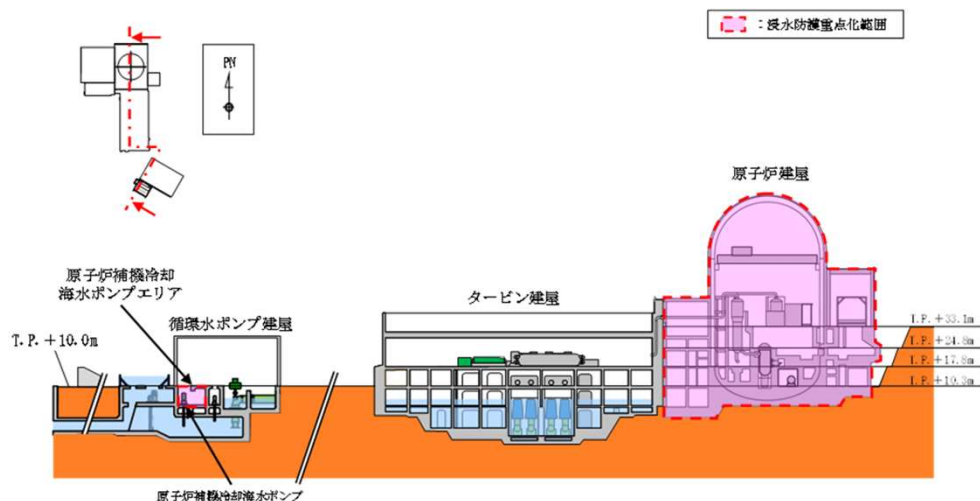 :浸水防護重点化範囲
PN
原子炉建屋
原子炉補機冷却
海水ポンプエリア
タービン建屋
循環水ポンプ建屋
T.P.+10.0m
T.P.+33.1m
T.P.+24.8m
T.P.+17.8m
T.P.+10.3m
原子炉補機冷却海水ポンプ